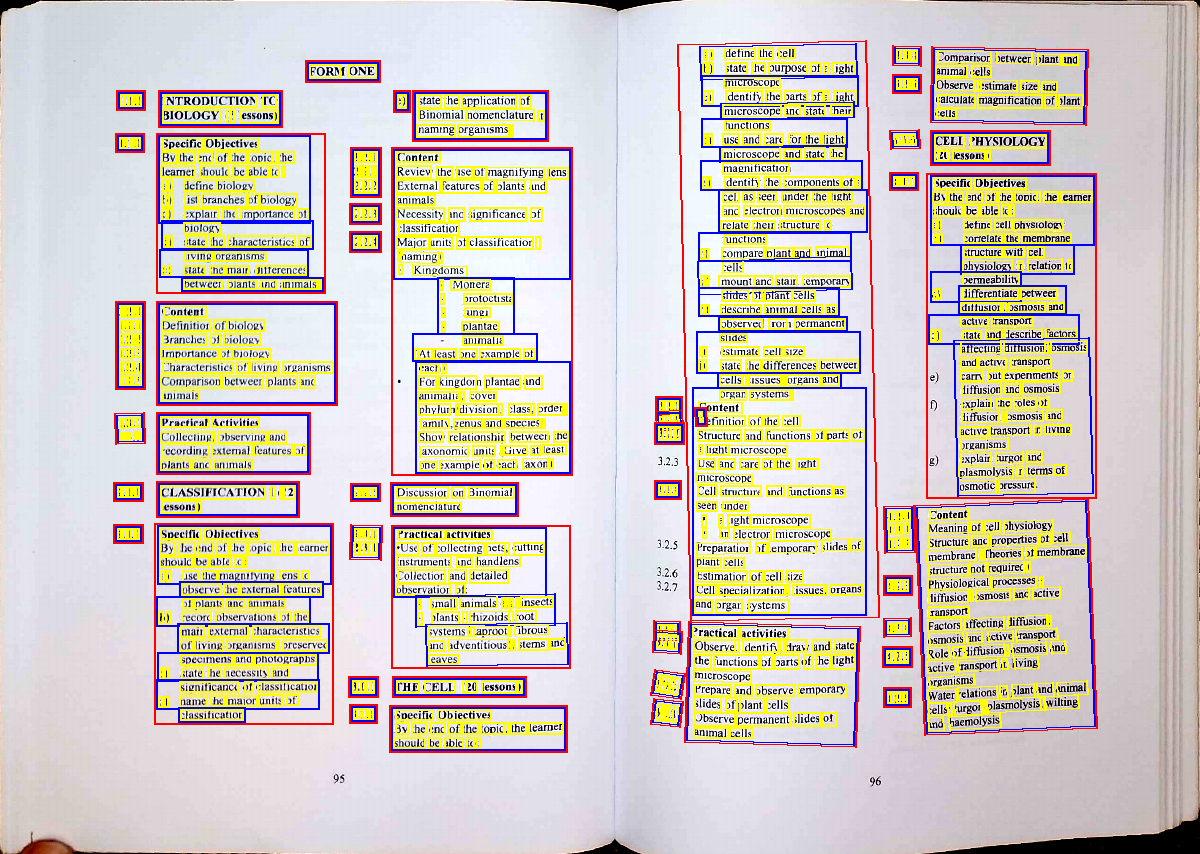 FORM ONE
INTRODUCTION TO
BIOLOGY lessons)
Specific Objectives
By the end of the topic, the
learner should be able to
define biology
list branches of biology
explain the importance of
biology
state the characteristics of
living organisms
state the main differences
between plants and animals
Content
Definition of biology
Branches of biology
Importance of biology
Characteristics of living organisms
Comparison between plants and
animals
Practical Activities
Collecting, observing and
recording external features of
plants and animals
CLASSIFICATION I
lessons)
Specific Objectives
By the end of the topic, the learner
should be able to:
use the magnifying lens to
observe the external features
of plants and animals
b) record observations of the
main external characteristics
of living organisms preserved
specimens and photographs
state the necessity and
significance of classification
name the major units of
classification
state the application of
Binomial nomenclature in
naming organisms
Content
Review the use of magnifying lens
External features of plants and
animals
Necessity and significance of
classification
Major units of classification
naming)
Kingdoms
Monera
protoctista
fungi
plantae
animalia
At least one example of
each)
• For kingdom plantae and
animalia, cover
phylum/division, class, order
family, genus and species
Show relationship between the
taxonomic units. Give at least
one example of each taxon)
Discussion on Binomial
nomenclature
Practical activities
Use of collecting nets, cutting
instruments and handlens
Collection and detailed
observation of:
small animals insects
plants rhizoids root
systems taproot fibrous
and adventitious), stems and
leaves
THE CELL (20 lessons)
Specific Objectives
By the end of the topic, the learner
should be able to:
95
define the cell
b) state the purpose of a light
microscope
identify the parts of a light
microscope and state their
functions
use and care for the light
microscope and state the
magnification
identify the components of a
cell as seen under the light
and electron microscopes and
relate their structure to
functions
compare plant and animal
cells
mount and stain temporary
slides of plant cells
describe animal cells as
observed from permanent
slides
estimate cell size
state the differences between
cells, tissues, organs and
organ systems
Content
Definition of the cell
Structure and functions of parts of
a light microscope
3.2.3 Use and care of the light
microscope
Cell structure and functions as
seen under
light microscope
an electron microscope
3.2.5 Preparation of temporary slides of
plant cells
3.2.6 Estimation of cell size
3.2.7 Cell specialization, tissues, organs
and organ systems
Practical activities
Observe, identify, draw and state
the functions of parts of the light
microscope
Prepare and observe temporary
slides of plant cells
Observe permanent slides of
animal cells
Comparison between plant and
animal cells
Observe, estimate size and
calculate magnification of plant
cells
CELL PHYSIOLOGY
(20 lessons)
Specific Objectives
By the end of the topic, the learner
should be able to:
define cell physiology
correlate the membrane
structure with cell
physiology in relation to
permeability
differentiate between
diffusion, osmosis and
active transport
state and describe factors
affecting diffusion, osmosis
and active transport
e) carry out experiments on
diffusion and osmosis
f) explain the roles of
diffusion, osmosis and
active transport in living
organisms
g) explain turgor and
plasmolysis in terms of
osmotic pressure.
Content
Meaning of cell physiology
Structure and properties of cell
membrane Theories of membrane
structure not required)
Physiological processes
diffusion, osmosis and active
transport
Factors affecting diffusion,
osmosis and active transport
Role of diffusion, osmosis and
active transport in living
organisms
Water relations in plant and animal
cells turgor, plasmolysis, wilting
and haemolysis
96